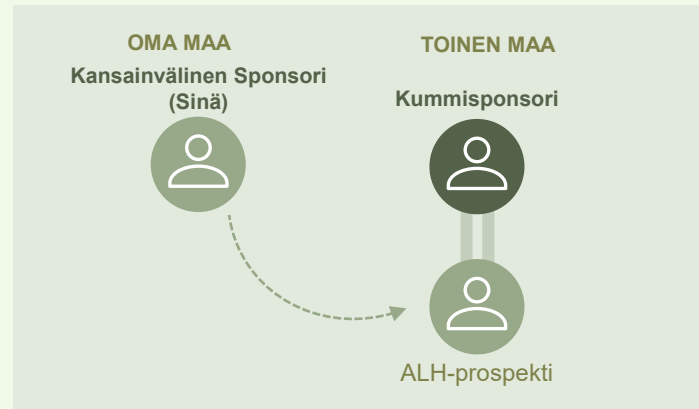 OMA MAA
Kansainvälinen Sponsori
(Sinä)
TOINEN MAA
Kummisponsori
ALH-prospekti